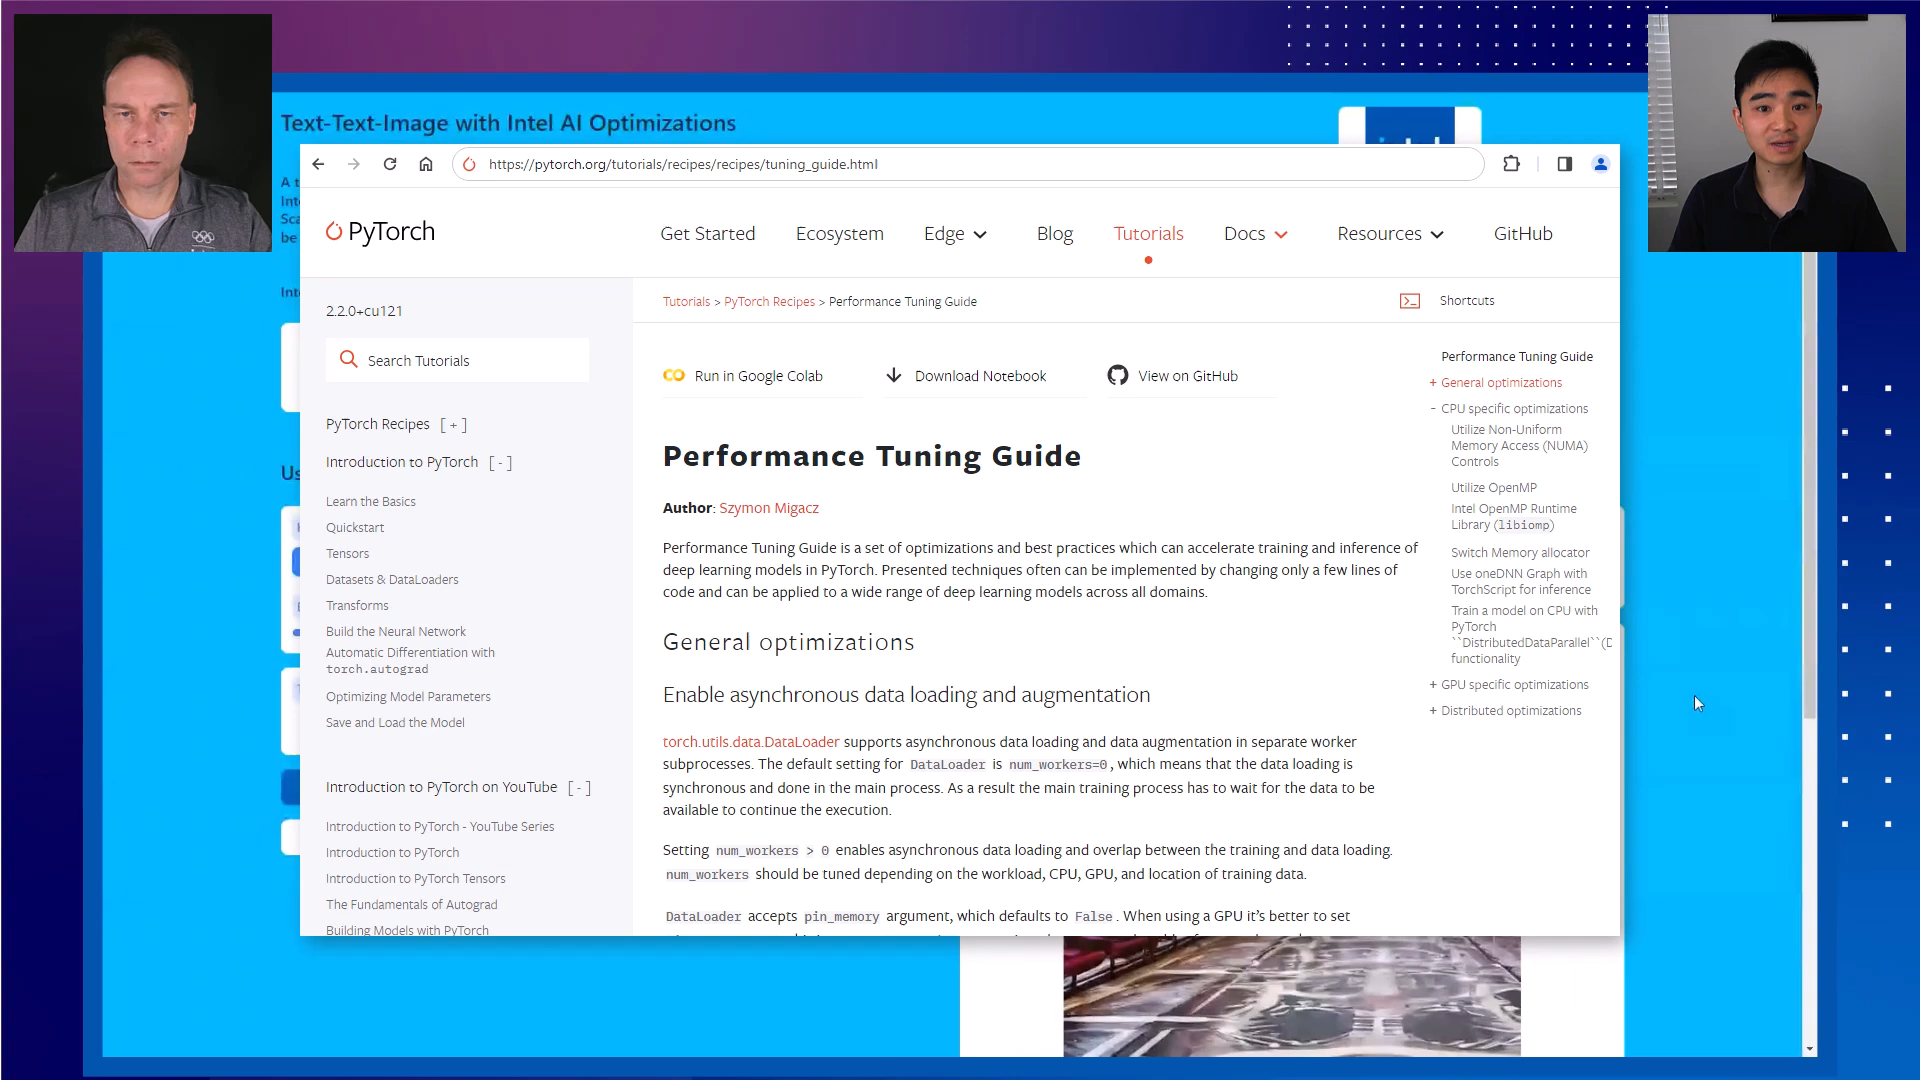 Text-Text-Image with Intel AI Optimizations
https://pytorch.org/tutorials/recipes/recipes/tuning_guide.html
PyTorch
Get Started
Ecosystem
Edge
Blog
Tutorials
Docs
Resources
GitHub
2.2.0+cu121
Search Tutorials
PyTorch Recipes [ + ]
Introduction to PyTorch [ - ]
Learn the Basics
Quickstart
Tensors
Datasets & DataLoaders
Transforms
Build the Neural Network
Automatic Differentiation with
torch.autograd
Optimizing Model Parameters
Save and Load the Model
Introduction to PyTorch on YouTube [ - ]
Introduction to PyTorch - YouTube Series
Introduction to PyTorch
Introduction to PyTorch Tensors
The Fundamentals of Autograd
Building Models with PyTorch
Tutorials > PyTorch Recipes > Performance Tuning Guide
Shortcuts
Run in Google Colab
Download Notebook
View on GitHub
Performance Tuning Guide
Author: Szymon Migacz
Performance Tuning Guide is a set of optimizations and best practices which can accelerate training and inference of
deep learning models in PyTorch. Presented techniques often can be implemented by changing only a few lines of
code and can be applied to a wide range of deep learning models across all domains.
General optimizations
Enable asynchronous data loading and augmentation
torch.utils.data.DataLoader supports asynchronous data loading and data augmentation in separate worker
subprocesses. The default setting for DataLoader is num_workers=0, which means that the data loading is
synchronous and done in the main process. As a result the main training process has to wait for the data to be
available to continue the execution.
Setting num_workers > 0 enables asynchronous data loading and overlap between the training and data loading.
num_workers should be tuned depending on the workload, CPU, GPU, and location of training data.
DataLoader accepts pin_memory argument, which defaults to False. When using a GPU it’s better to set
Performance Tuning Guide
+ General optimizations
- CPU specific optimizations
Utilize Non-Uniform
Memory Access (NUMA)
Controls
Utilize OpenMP
Intel OpenMP Runtime
Library (libiomp)
Switch Memory allocator
Use oneDNN Graph with
TorchScript for inference
Train a model on CPU with
PyTorch
``DistributedDataParallel``(D
functionality
+ GPU specific optimizations
+ Distributed optimizations